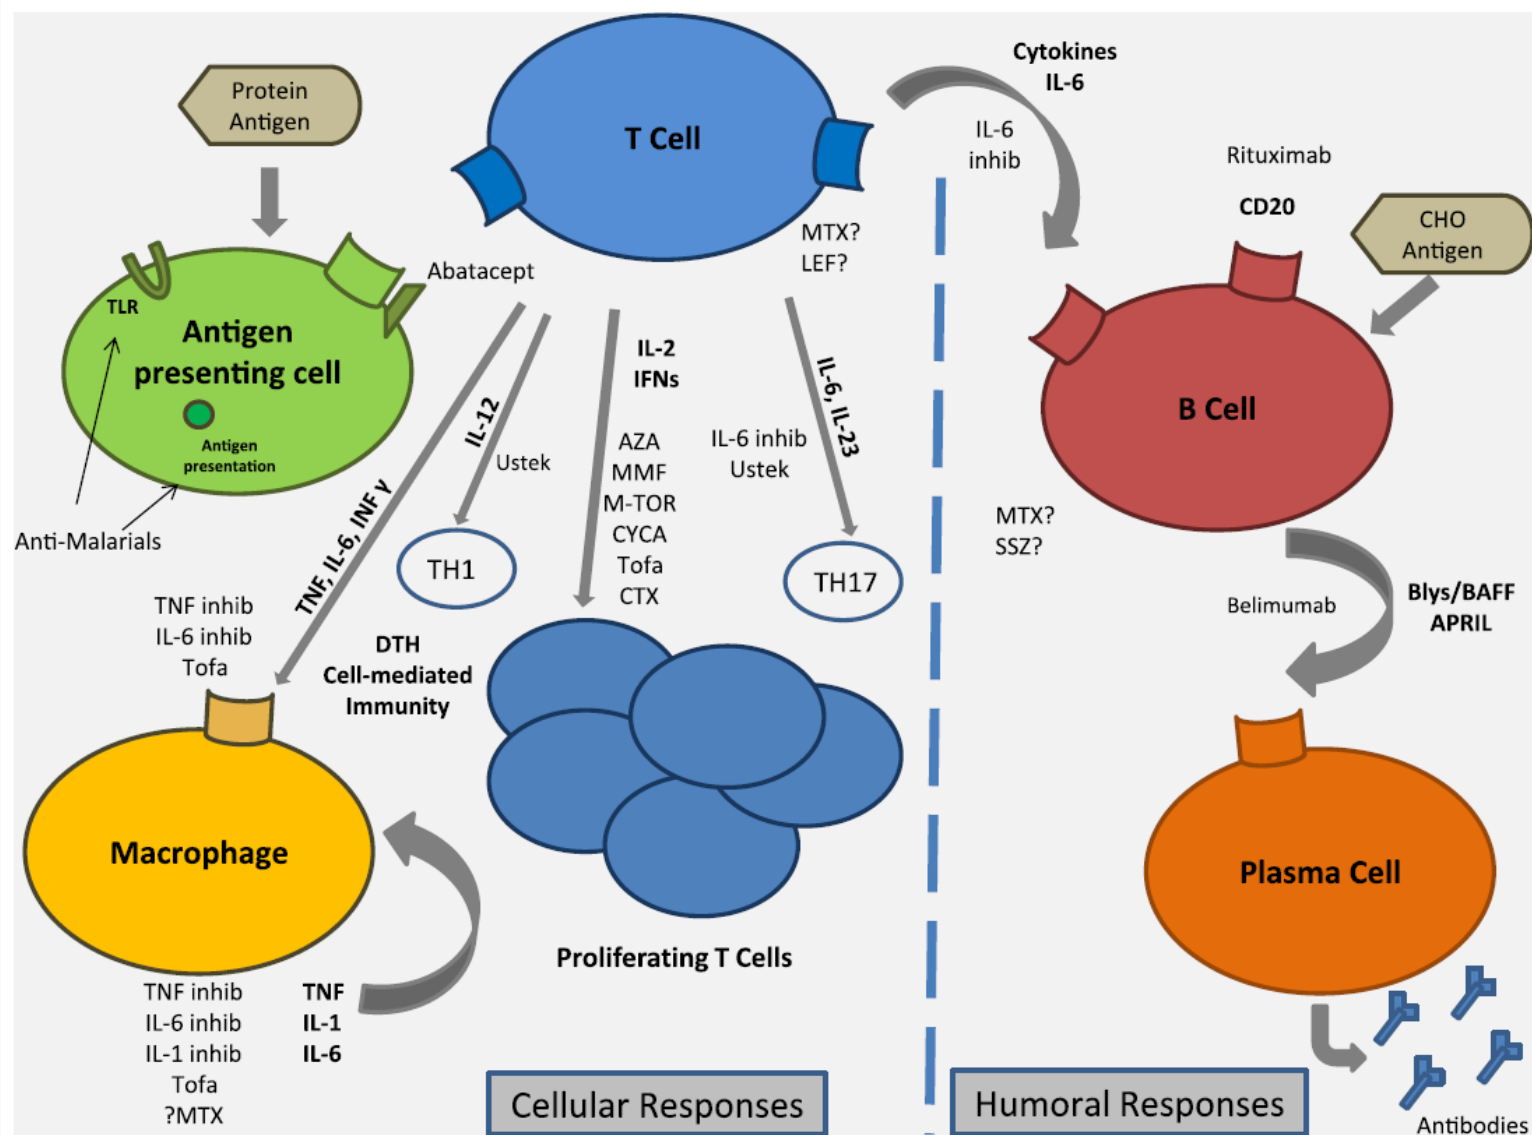 Protein
Antigen
TLR
Antigen
presenting cell
Antigen
presentation
Anti-Malarials
T Cell
Abatacept
MTX?
LEF?
Cytokines
IL-6
IL-6
inhib
TNF, IL-6, INF γ
IL-12
Ustek
TH1
IL-2
IFNs
AZA
MMF
M-TOR
CYCA
Tofa
CTX
IL-6, IL-23
IL-6 inhib
Ustek
TH17
TNF inhib
IL-6 inhib
Tofa
DTH
Cell-mediated
Immunity
Macrophage
TNF inhib
IL-6 inhib
IL-1 inhib
Tofa
?MTX
TNF
IL-1
IL-6
Proliferating T Cells
Cellular Responses
Rituximab
CD20
CHO
Antigen
B Cell
MTX?
SSZ?
Belimumab
Blys/BAFF
APRIL
Plasma Cell
Antibodies
Humoral Responses